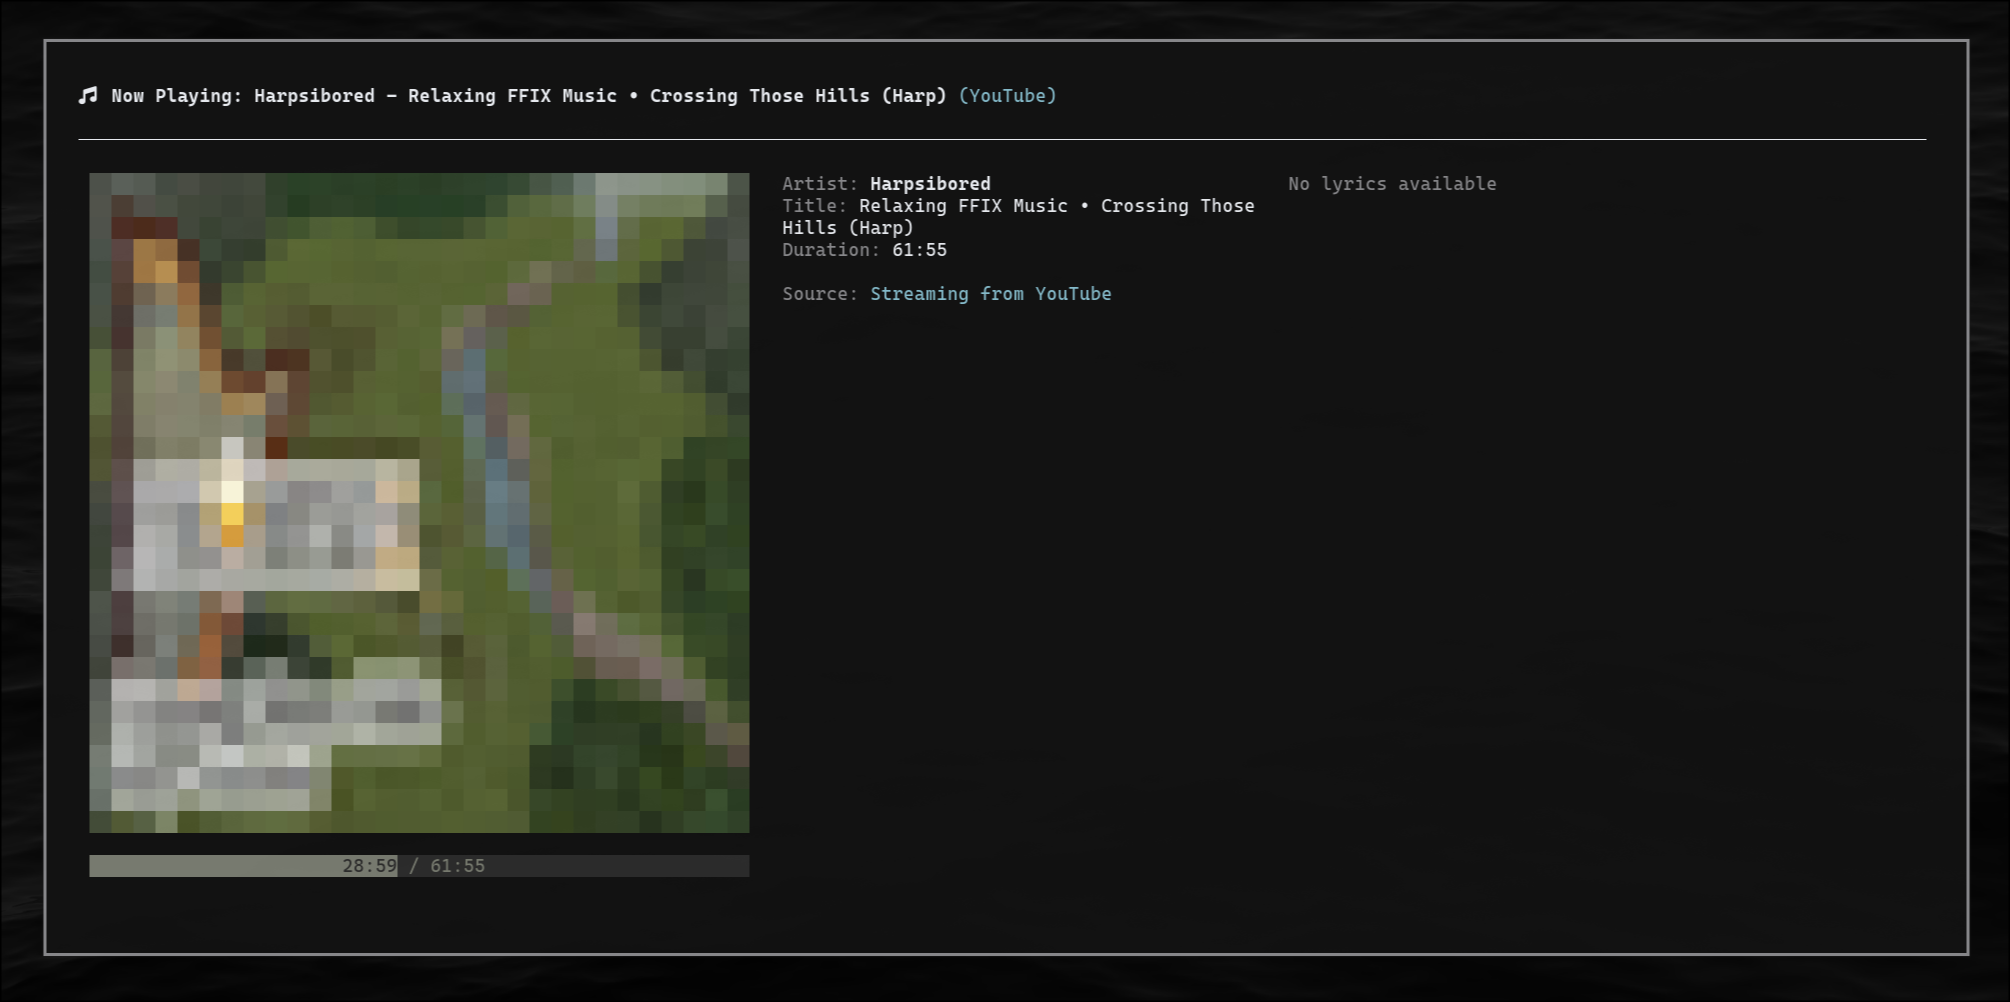 Now Playing: Harpsibored – Relaxing FFIX Music • Crossing Those Hills (Harp) (YouTube)
Artist: Harpsibored
Title: Relaxing FFIX Music • Crossing Those
Hills (Harp)
Duration: 61:55
Source: Streaming from YouTube
No lyrics available
28:59 / 61:55